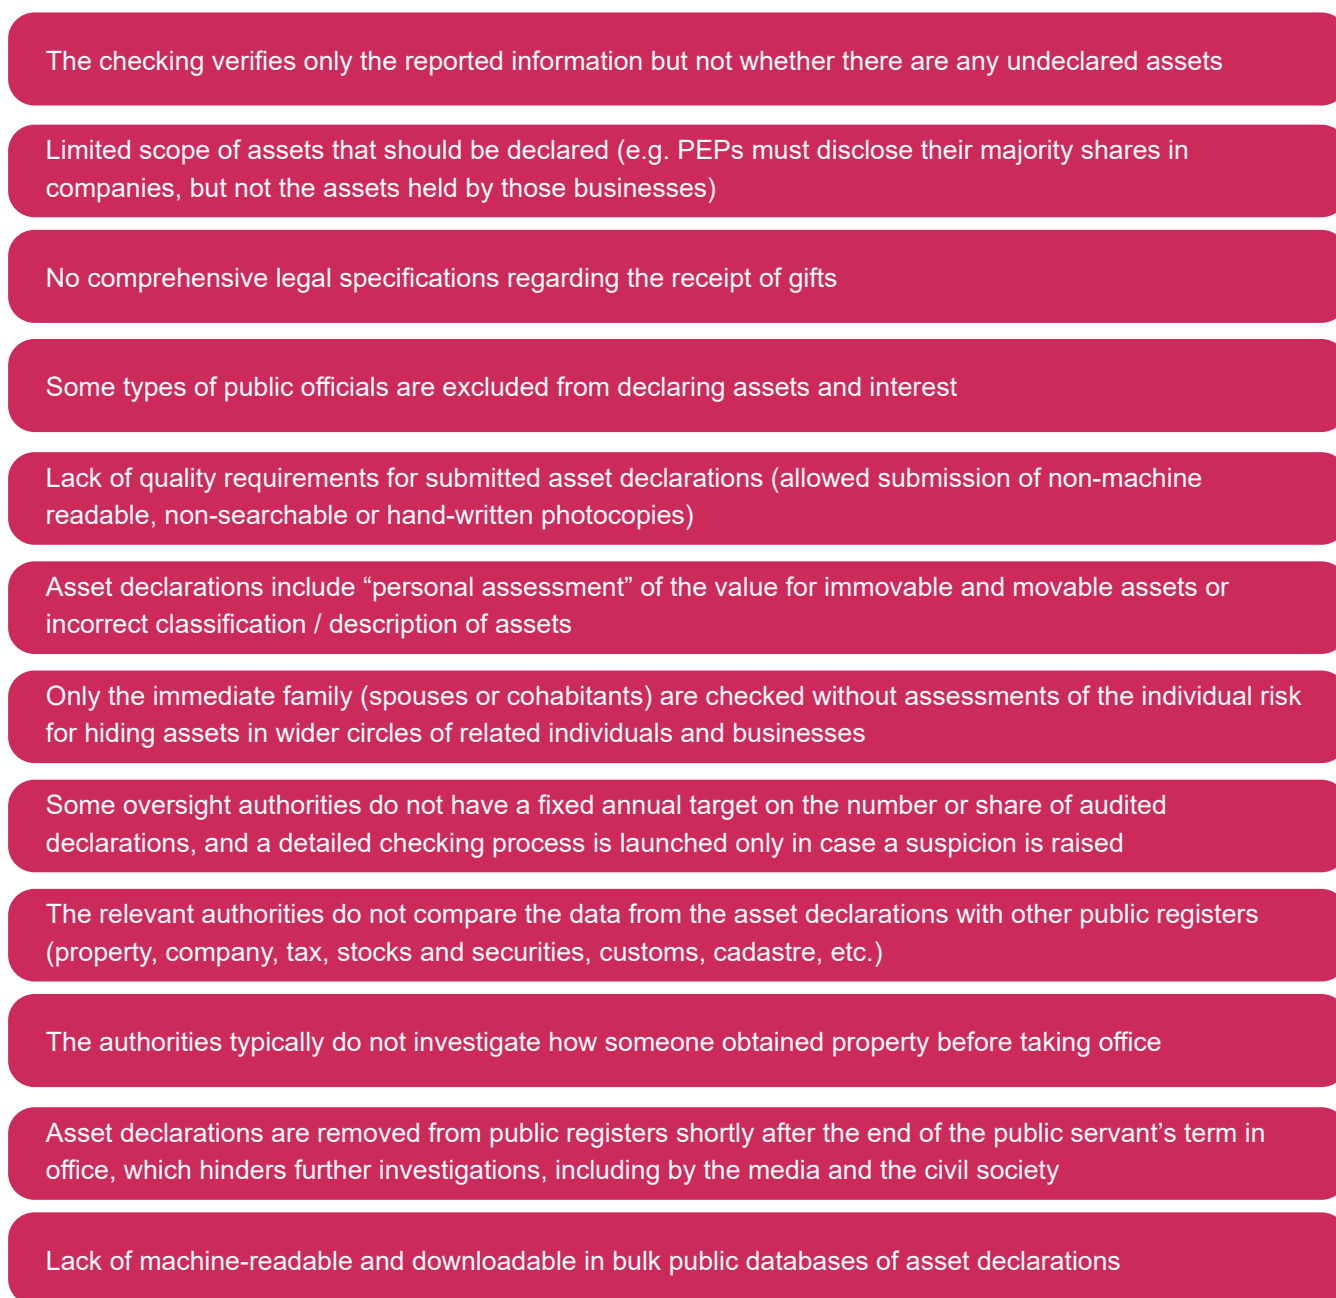 The checking verifies only the reported information but not whether there are any undeclared assets
Limited scope of assets that should be declared (e.g. PEPs must disclose their majority shares in
companies, but not the assets held by those businesses)
No comprehensive legal specifications regarding the receipt of gifts
Some types of public officials are excluded from declaring assets and interest
Lack of quality requirements for submitted asset declarations (allowed submission of non-machine
readable, non-searchable or hand-written photocopies)
Asset declarations include “personal assessment” of the value for immovable and movable assets or
incorrect classification / description of assets
Only the immediate family (spouses or cohabitants) are checked without assessments of the individual risk
for hiding assets in wider circles of related individuals and businesses
Some oversight authorities do not have a fixed annual target on the number or share of audited
declarations, and a detailed checking process is launched only in case a suspicion is raised
The relevant authorities do not compare the data from the asset declarations with other public registers
(property, company, tax, stocks and securities, customs, cadastre, etc.)
The authorities typically do not investigate how someone obtained property before taking office
Asset declarations are removed from public registers shortly after the end of the public servant’s term in
office, which hinders further investigations, including by the media and the civil society
Lack of machine-readable and downloadable in bulk public databases of asset declarations